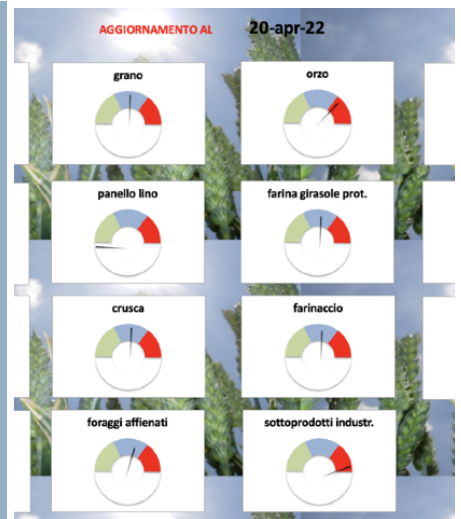 AGGIORNAMENTO AL 20-apr-22
grano
orzo
panello lino
farina girasole prot.
crusca
farinaccio
foraggi affienati
sottoprodotti industr.